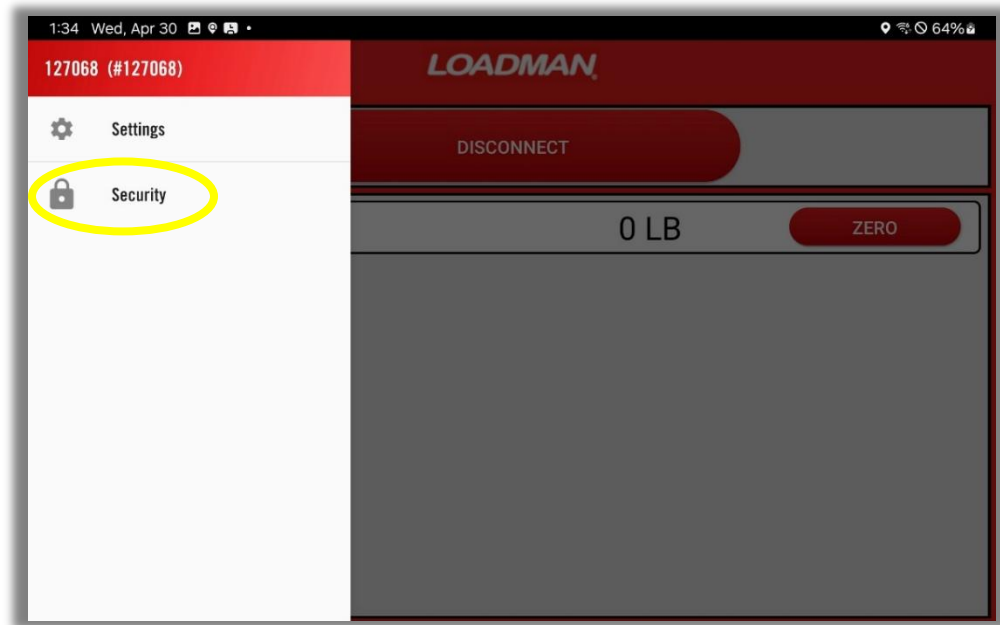 1:34 Wed, Apr 30
64%
127068 (#127068)
LOADMAN
Settings
DISCONNECT
Security
0 LB
ZERO